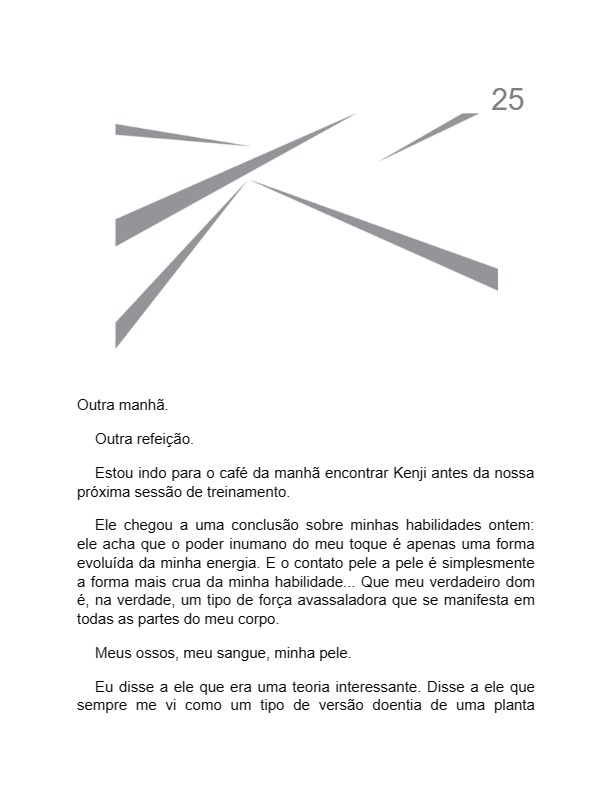 25
Outra manhã.
Outra refeição.
Estou indo para o café da manhã encontrar Kenji antes da nossa
próxima sessão de treinamento.
Ele chegou a uma conclusão sobre minhas habilidades ontem:
ele acha que o poder inumano do meu toque é apenas uma forma
evoluída da minha energia. E o contato pele a pele é simplesmente
a forma mais crua da minha habilidade... Que meu verdadeiro dom
é, na verdade, um tipo de força avassaladora que se manifesta em
todas as partes do meu corpo.
Meus ossos, meu sangue, minha pele.
Eu disse a ele que era uma teoria interessante. Disse a ele que
sempre me vi como um tipo de versão doentia de uma planta